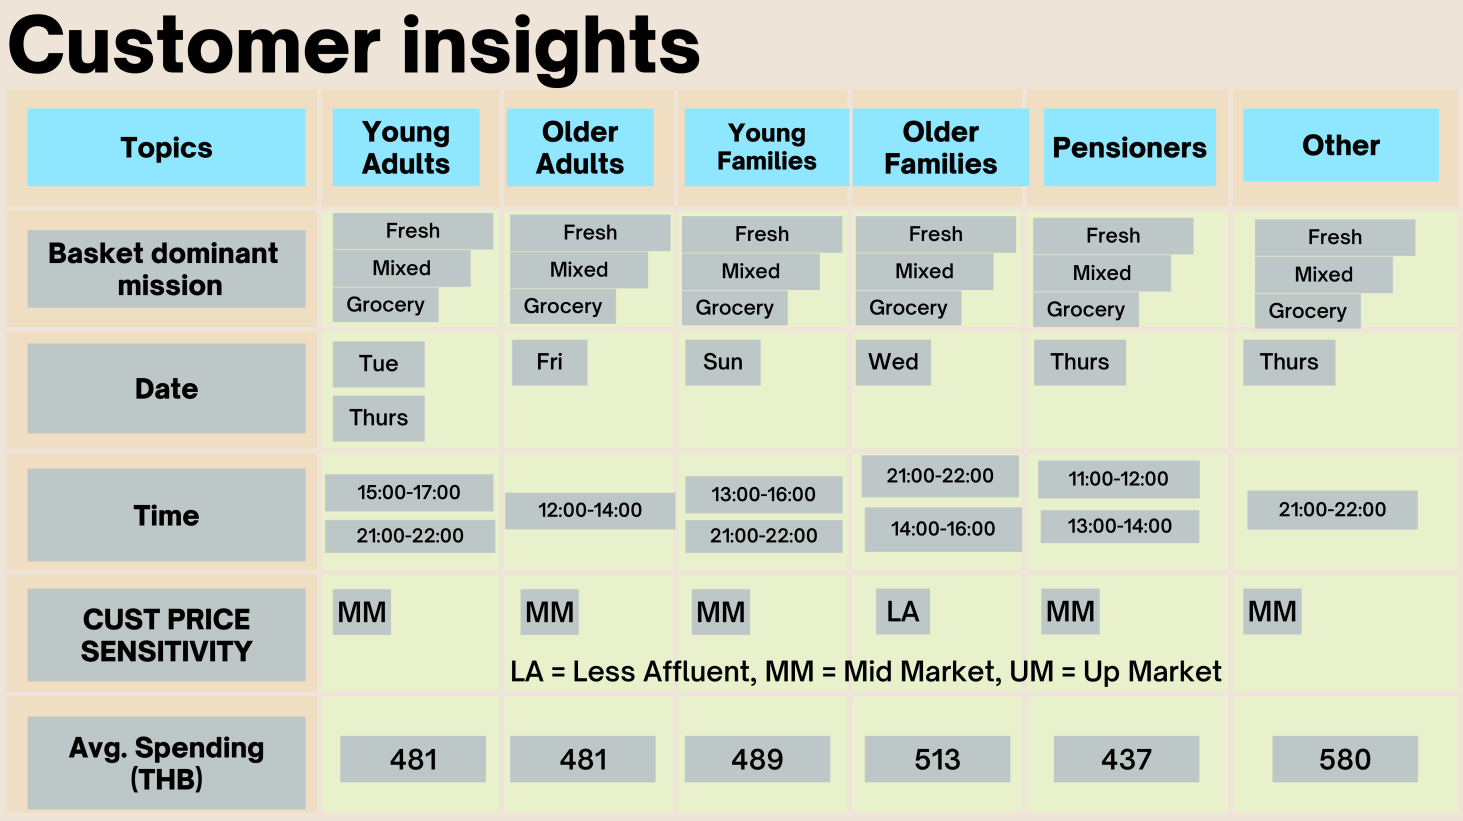 Customer insights
Topics
Young
Adults
Older
Adults
Young
Families
Older
Families
Pensioners
Other
Basket dominant
mission
Fresh
Mixed
Grocery
Fresh
Mixed
Grocery
Fresh
Mixed
Grocery
Fresh
Mixed
Grocery
Fresh
Mixed
Grocery
Fresh
Mixed
Grocery
Date
Tue
Thurs
Fri
Sun
Wed
Thurs
Thurs
Time
15:00-17:00
21:00-22:00
12:00-14:00
13:00-16:00
21:00-22:00
21:00-22:00
14:00-16:00
11:00-12:00
13:00-14:00
21:00-22:00
CUST PRICE
SENSITIVITY
MM
MM
MM
LA
MM
MM
LA = Less Affluent, MM = Mid Market, UM = Up Market
Avg. Spending
(THB)
481
481
489
513
437
580